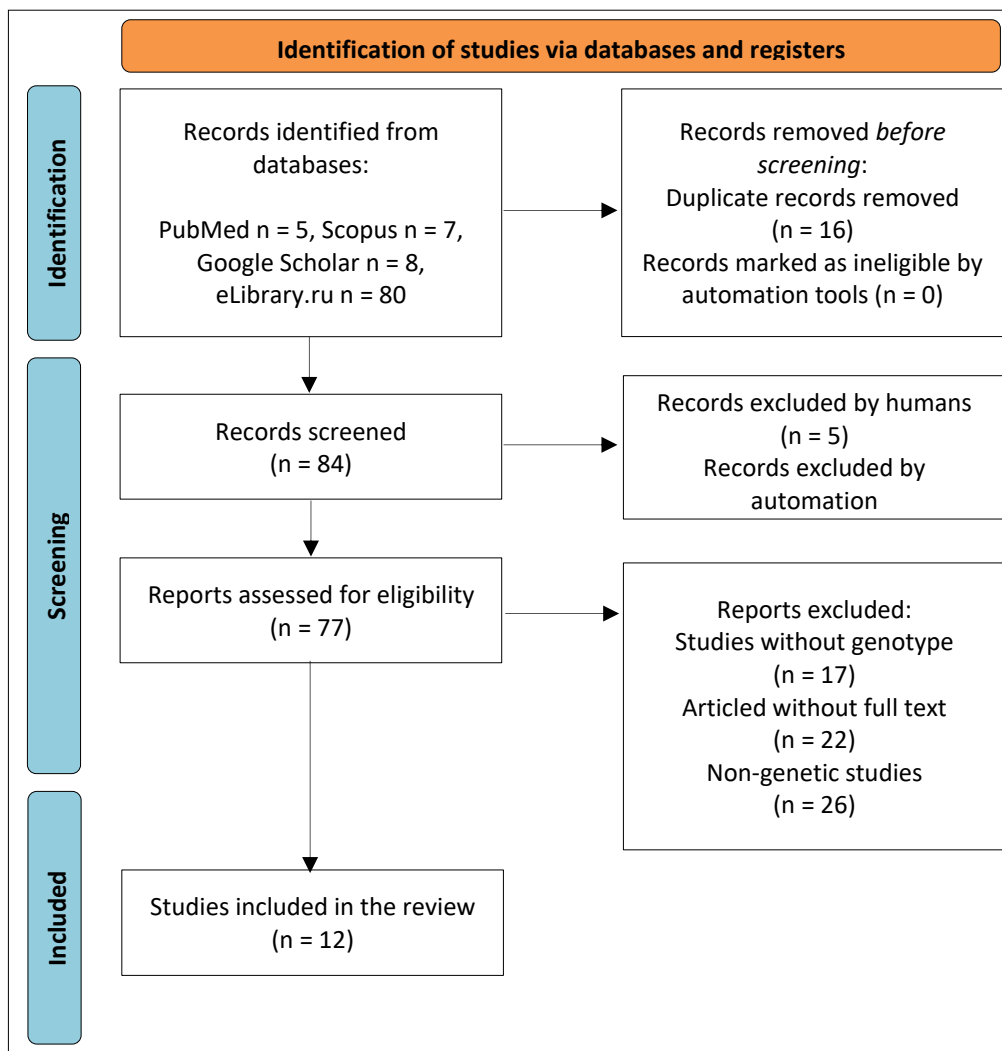 Identification of studies via databases and registers
Identification
Records identified from
databases:
PubMed n = 5, Scopus n = 7,
Google Scholar n = 8,
eLibrary.ru n = 80
Records removed before
screening:
Duplicate records removed
(n = 16)
Records marked as ineligible by
automation tools (n = 0)
Screening
Records screened
(n = 84)
Records excluded by humans
(n = 5)
Records excluded by
automation
Reports assessed for eligibility
(n = 77)
Reports excluded:
Studies without genotype
(n = 17)
Articled without full text
(n = 22)
Non-genetic studies
(n = 26)
Included
Studies included in the review
(n = 12)